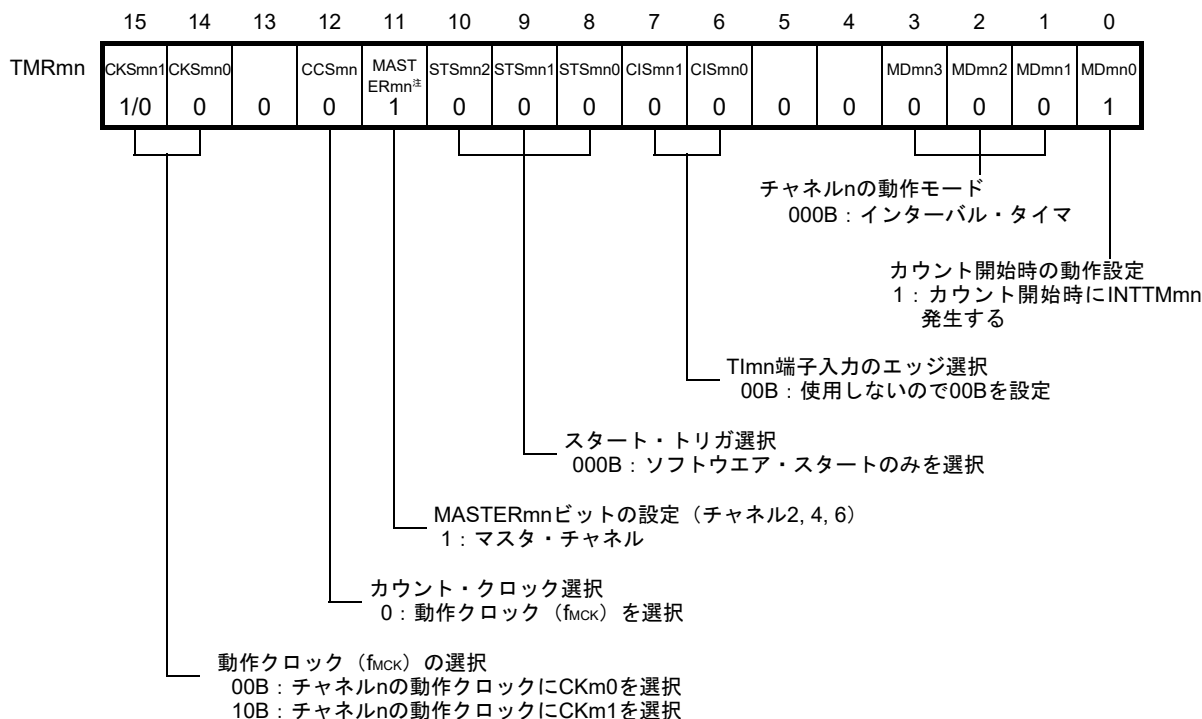 15 14 13 12 11 10 9 8 7 6 5 4 3 2 1 0
TMRmn CKSmn1 CKSmn0 CCSmn MAST ERmn注 STSmn2 STSmn1 STSmn0 CISmn1 CISmn0 MDmn3 MDmn2 MDmn1 MDmn0
1/0 0 0 0 1 0 0 0 0 0 0 0 0 0 0 1
チャネルnの動作モード
000B：インターバル・タイマ
カウント開始時の動作設定
1：カウント開始時にINTTMmn
発生する
TImn端子入力のエッジ選択
00B：使用しないので00Bを設定
スタート・トリガ選択
000B：ソフトウエア・スタートのみを選択
MASTERmnビットの設定（チャネル2, 4, 6）
1：マスタ・チャネル
カウント・クロック選択
0：動作クロック（fMCK）を選択
動作クロック（fMCK）の選択
00B：チャネルnの動作クロックにCKm0を選択
10B：チャネルnの動作クロックにCKm1を選択